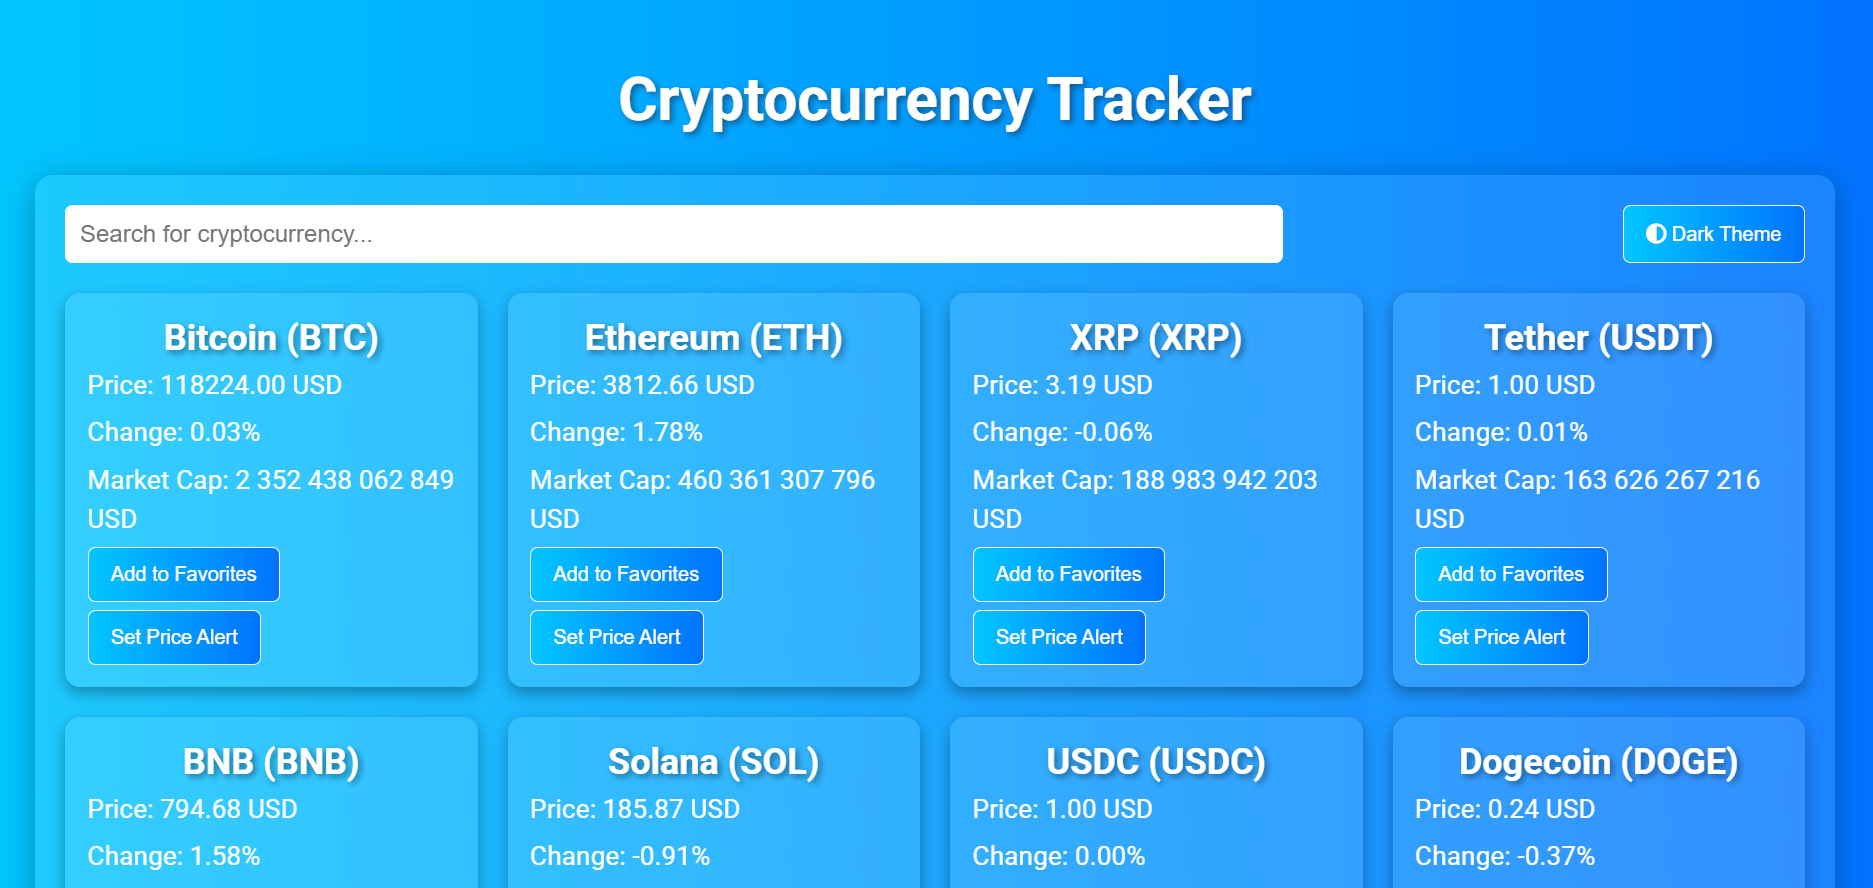 Cryptocurrency Tracker
Search for cryptocurrency...
Dark Theme
Bitcoin (BTC)
Price: 118224.00 USD
Change: 0.03%
Market Cap: 2 352 438 062 849
USD
Add to Favorites
Set Price Alert
Ethereum (ETH)
Price: 3812.66 USD
Change: 1.78%
Market Cap: 460 361 307 796
USD
Add to Favorites
Set Price Alert
XRP (XRP)
Price: 3.19 USD
Change: -0.06%
Market Cap: 188 983 942 203
USD
Add to Favorites
Set Price Alert
Tether (USDT)
Price: 1.00 USD
Change: 0.01%
Market Cap: 163 626 267 216
USD
Add to Favorites
Set Price Alert
BNB (BNB)
Price: 794.68 USD
Change: 1.58%
Solana (SOL)
Price: 185.87 USD
Change: -0.91%
USDC (USDC)
Price: 1.00 USD
Change: 0.00%
Dogecoin (DOGE)
Price: 0.24 USD
Change: -0.37%